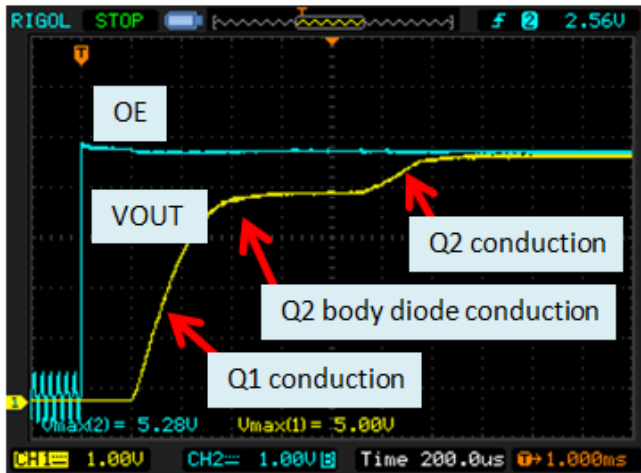 RIGOL STOP T f 2 2.56V
T
OE
VOUT
Q2 conduction
Q2 body diode conduction
Q1 conduction
1
Vmax(2)= 5.28V Vmax(1)= 5.00V
CH1 1.00V CH2 1.00V B Time 200.0us T→1.000ms